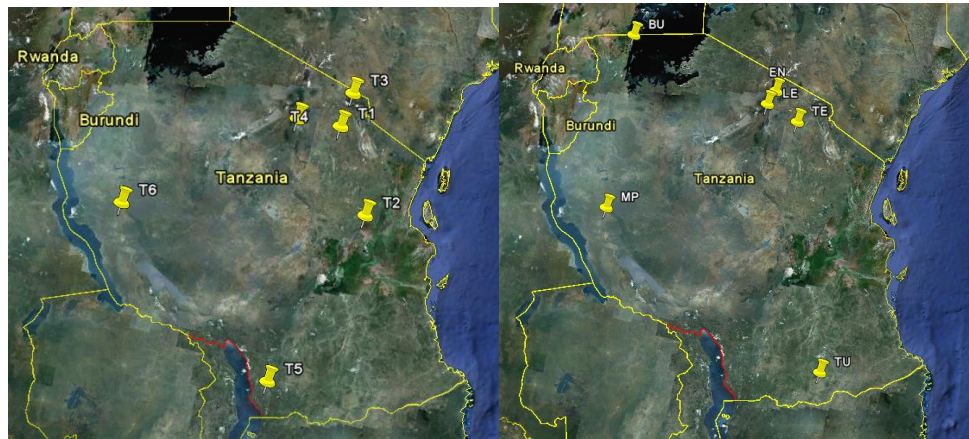 Rwanda
Burundi
Tanzania
T3
T1
T4
T6
T2
T5
BU
Rwanda
EN
LE
TE
Burundi
Tanzania
MP
TU